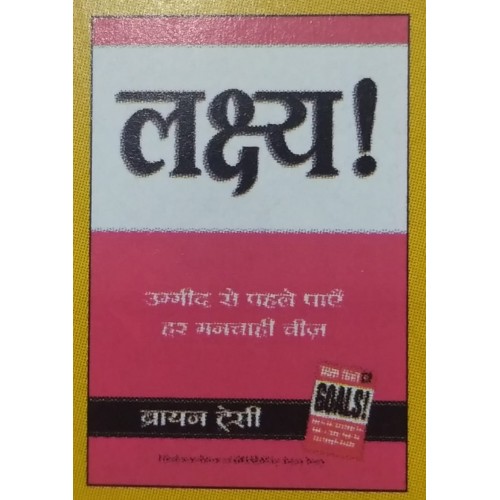 लक्ष्य!
उम्मीद से पहले पाएँ
हर मनचाही चीज़
GOALS!
ब्रायन ट्रेसी